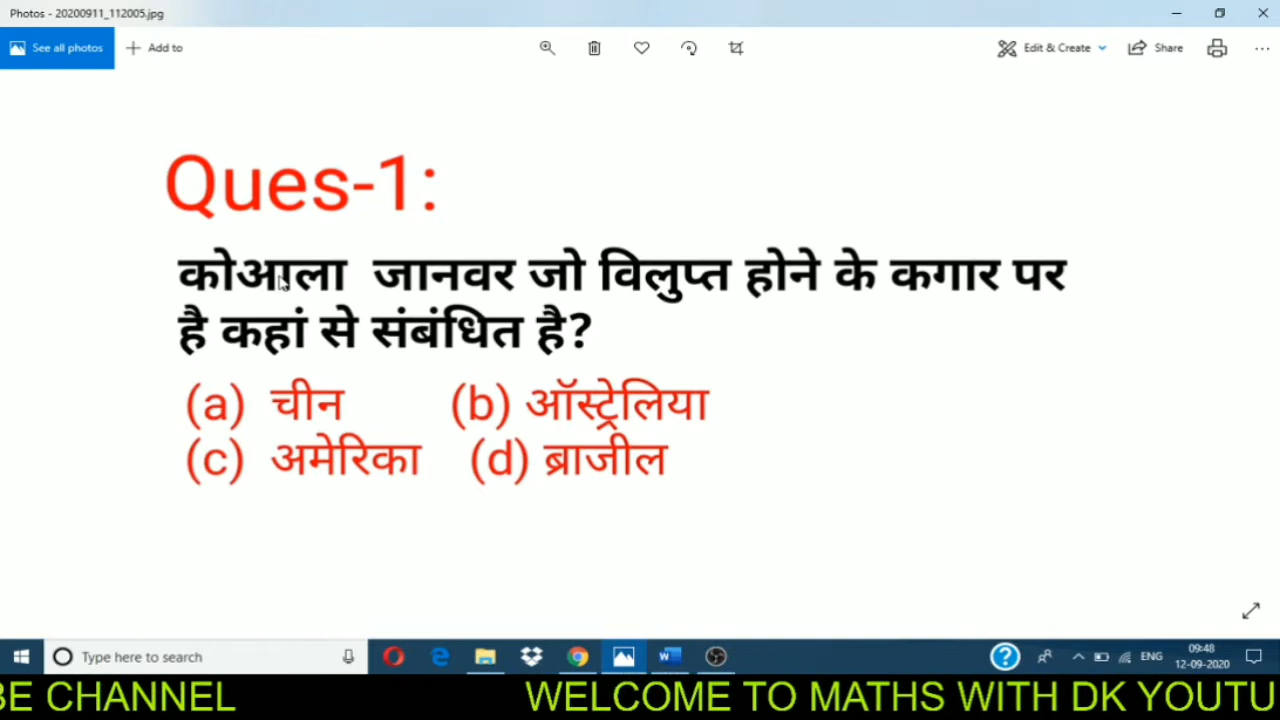 Photos - 20200911_112005.jpg
See all photos
Add to
Edit & Create
Share
Ques-1:
कोआला जानवर जो विलुप्त होने के कगार पर
है कहां से संबंधित है?
(a) चीन (b) ऑस्ट्रेलिया
(c) अमेरिका (d) ब्राजील
Type here to search
ENG
09:48
12-09-2020
BE CHANNEL WELCOME TO MATHS WITH DK YOUTU